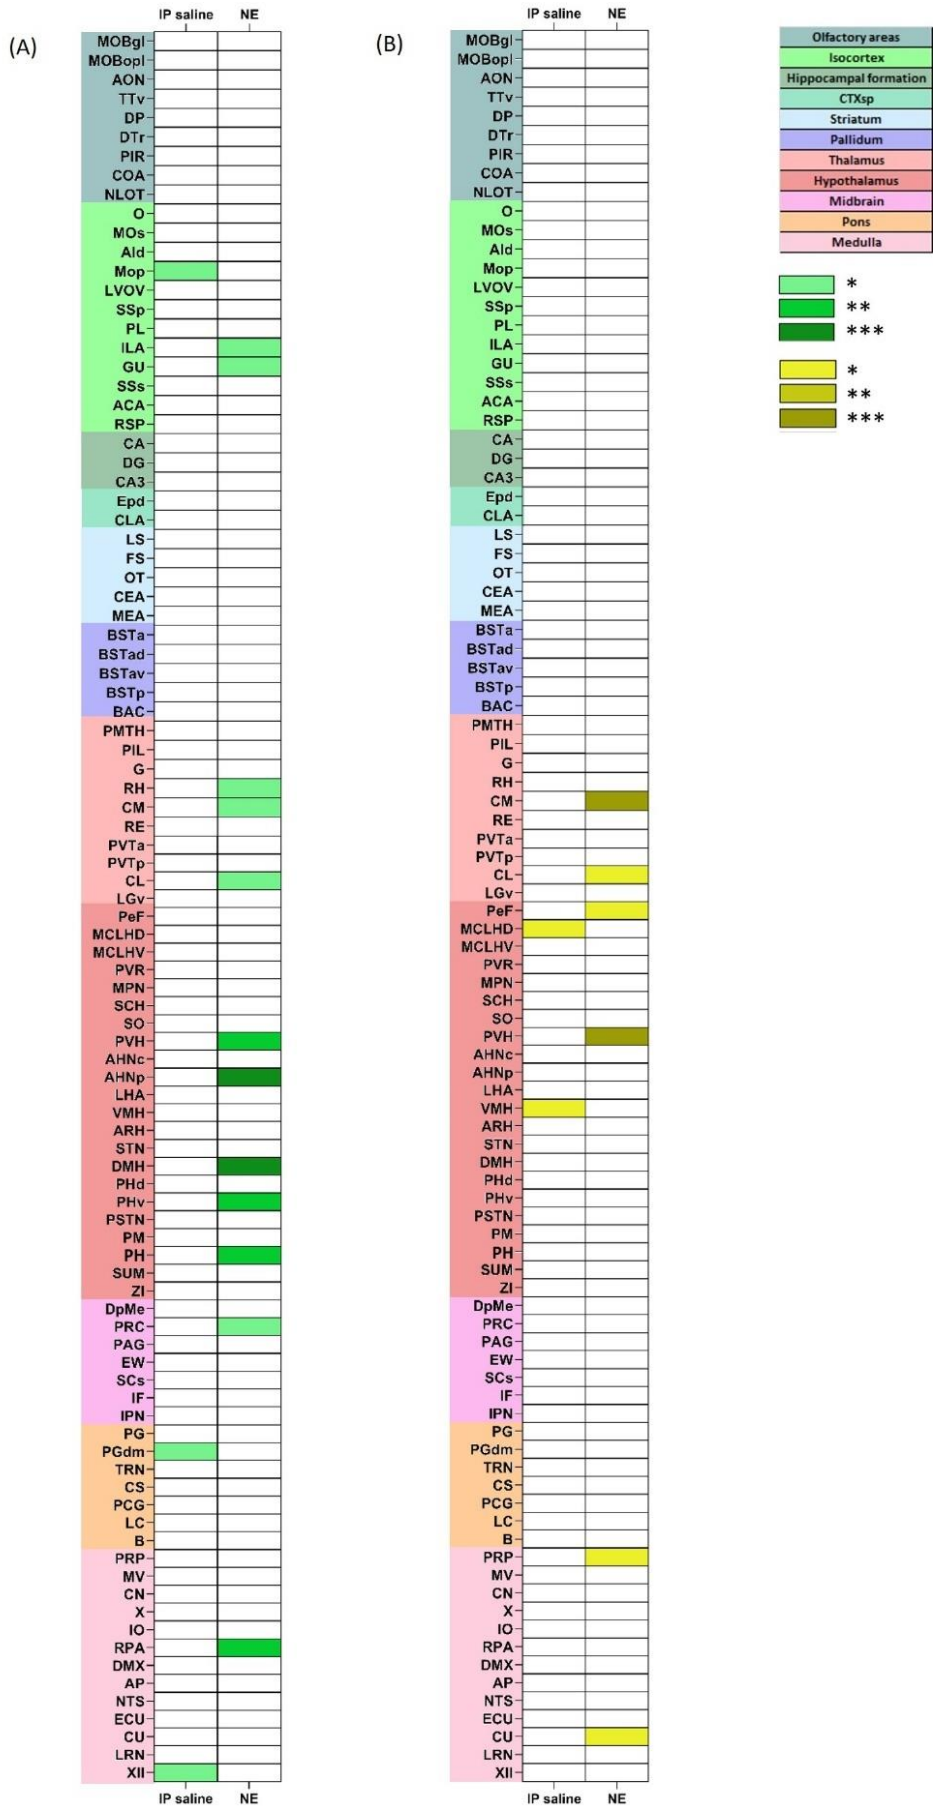 (A)
IP saline NE
MOBgl
MOBopl
AON
TTv
DP
DTr
PIR
COA
NLOT
O
MOs
AId
Mop
LVOV
SSp
PL
ILA
GU
SSs
ACA
RSP
CA
DG
CA3
Epd
CLA
LS
FS
OT
CEA
MEA
BSTa
BSTad
BSTav
BSTp
BAC
PMTH
PIL
G
RH
CM
RE
PVTa
PVTp
CL
LGv
PeF
MCLHD
MCLHV
PVR
MPN
SCH
SO
PVH
AHNc
AHNp
LHA
VMH
ARH
STN
DMH
PHd
PHv
PSTN
PM
PH
SUM
ZI
DpMe
PRC
PAG
EW
SCs
IF
IPN
PG
PGdm
TRN
CS
PCG
LC
B
PRP
MV
CN
X
IO
RPA
DMX
AP
NTS
ECU
CU
LRN
XII
IP saline NE
(B)
IP saline NE
MOBgl
MOBopl
AON
TTv
DP
DTr
PIR
COA
NLOT
O
MOs
AId
Mop
LVOV
SSp
PL
ILA
GU
SSs
ACA
RSP
CA
DG
CA3
Epd
CLA
LS
FS
OT
CEA
MEA
BSTa
BSTad
BSTav
BSTp
BAC
PMTH
PIL
G
RH
CM
RE
PVTa
PVTp
CL
LGv
PeF
MCLHD
MCLHV
PVR
MPN
SCH
SO
PVH
AHNc
AHNp
LHA
VMH
ARH
STN
DMH
PHd
PHv
PSTN
PM
PH
SUM
ZI
DpMe
PRC
PAG
EW
SCs
IF
IPN
PG
PGdm
TRN
CS
PCG
LC
B
PRP
MV
CN
X
IO
RPA
DMX
AP
NTS
ECU
CU
LRN
XII
IP saline NE
Olfactory areas
Isocortex
Hippocampal formation
CTXsp
Striatum
Pallidum
Thalamus
Hypothalamus
Midbrain
Pons
Medulla
*
**
***
*
**
***